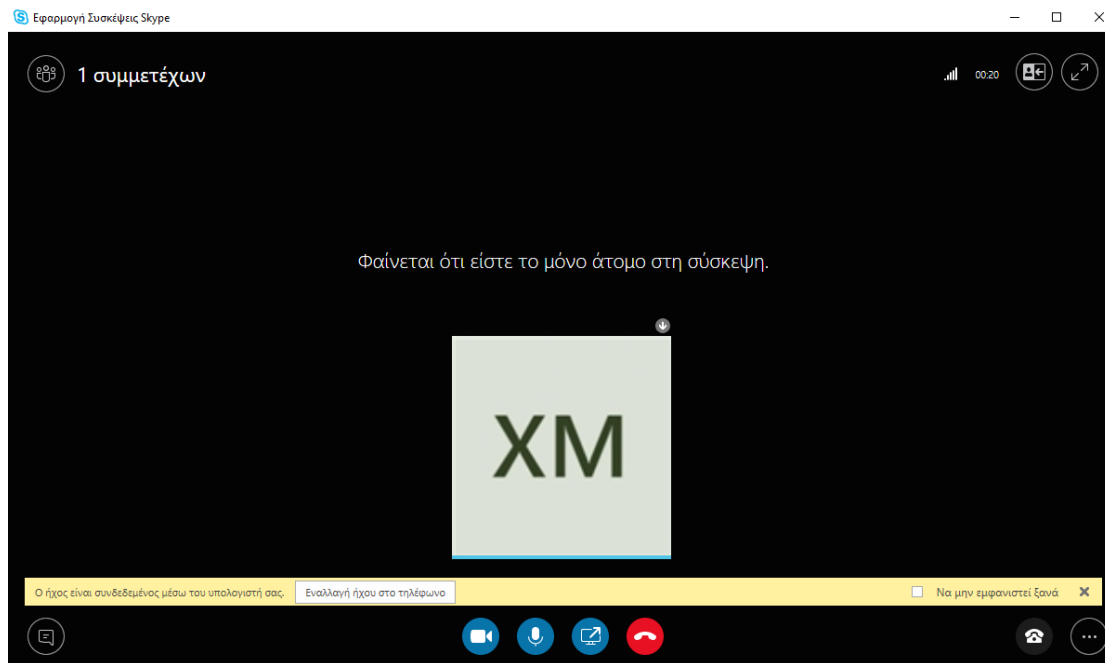 Εφαρμογή Συσκέψεις Skype
1 συμμετέχων
00:20
Φαίνεται ότι είστε το μόνο άτομο στη σύσκεψη.
XM
Ο ήχος είναι συνδεδεμένος μέσω του υπολογιστή σας. Εναλλαγή ήχου στο τηλέφωνο Να μην εμφανιστεί ξανά